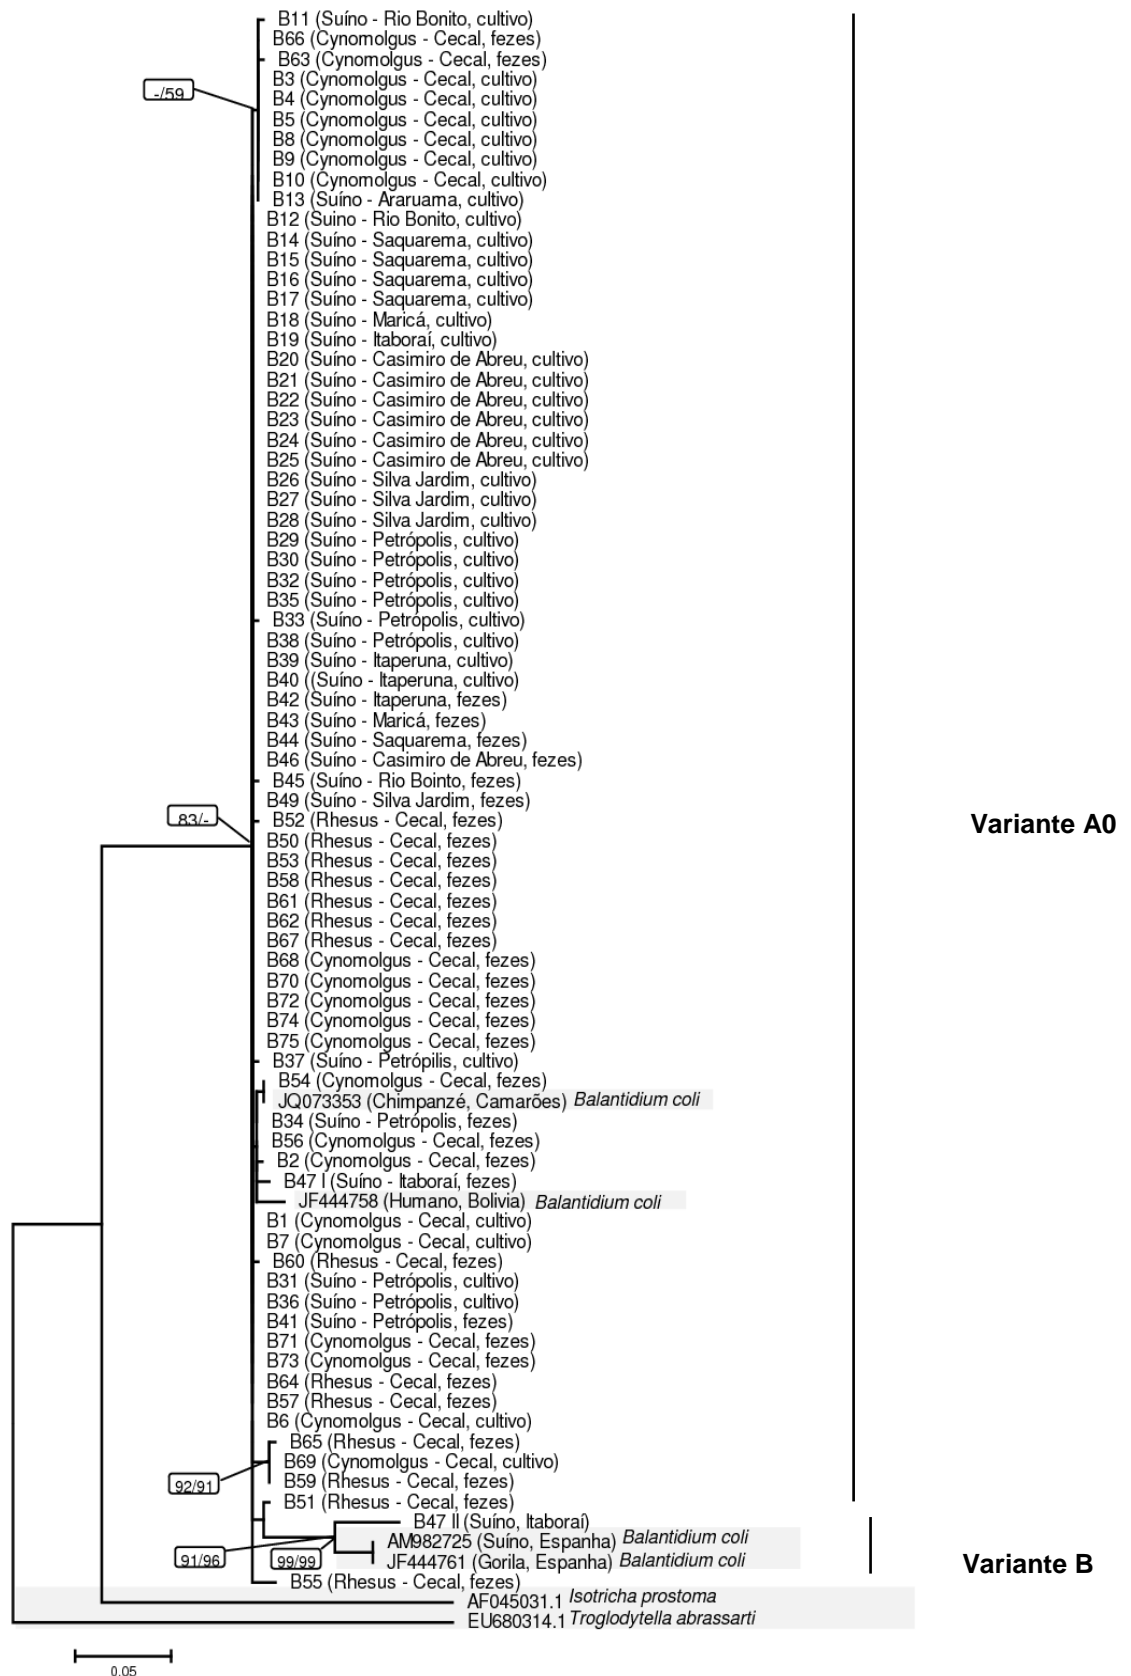 B11 (Suíno - Rio Bonito, cultivo)
B66 (Cynomolgus - Cecal, fezes)
B63 (Cynomolgus - Cecal, fezes)
B3 (Cynomolgus - Cecal, cultivo)
-/59
B4 (Cynomolgus - Cecal, cultivo)
B5 (Cynomolgus - Cecal, cultivo)
B8 (Cynomolgus - Cecal, cultivo)
B9 (Cynomolgus - Cecal, cultivo)
B10 (Cynomolgus - Cecal, cultivo)
B13 (Suíno - Araruama, cultivo)
B12 (Suino - Rio Bonito, cultivo)
B14 (Suíno - Saquarema, cultivo)
B15 (Suíno - Saquarema, cultivo)
B16 (Suíno - Saquarema, cultivo)
B17 (Suíno - Saquarema, cultivo)
B18 (Suíno - Maricá, cultivo)
B19 (Suíno - Itaboraí, cultivo)
B20 (Suíno - Casimiro de Abreu, cultivo)
B21 (Suíno - Casimiro de Abreu, cultivo)
B22 (Suíno - Casimiro de Abreu, cultivo)
B23 (Suíno - Casimiro de Abreu, cultivo)
B24 (Suíno - Casimiro de Abreu, cultivo)
B25 (Suíno - Casimiro de Abreu, cultivo)
B26 (Suíno - Silva Jardim, cultivo)
B27 (Suíno - Silva Jardim, cultivo)
B28 (Suíno - Silva Jardim, cultivo)
B29 (Suíno - Petrópolis, cultivo)
B30 (Suíno - Petrópolis, cultivo)
B32 (Suíno - Petrópolis, cultivo)
B35 (Suíno - Petrópolis, cultivo)
B33 (Suíno - Petrópolis, cultivo)
B38 (Suíno - Petrópolis, cultivo)
B39 (Suíno - Itaperuna, cultivo)
B40 ((Suíno - Itaperuna, cultivo)
B42 (Suíno - Itaperuna, fezes)
B43 (Suíno - Maricá, fezes)
B44 (Suíno - Saquarema, fezes)
B46 (Suíno - Casimiro de Abreu, fezes)
B45 (Suíno - Rio Bointo, fezes)
B49 (Suíno - Silva Jardim, fezes)
83/-
B52 (Rhesus - Cecal, fezes)
Variante A0
B50 (Rhesus - Cecal, fezes)
B53 (Rhesus - Cecal, fezes)
B58 (Rhesus - Cecal, fezes)
B61 (Rhesus - Cecal, fezes)
B62 (Rhesus - Cecal, fezes)
B67 (Rhesus - Cecal, fezes)
B68 (Cynomolgus - Cecal, fezes)
B70 (Cynomolgus - Cecal, fezes)
B72 (Cynomolgus - Cecal, fezes)
B74 (Cynomolgus - Cecal, fezes)
B75 (Cynomolgus - Cecal, fezes)
B37 (Suíno - Petrópilis, cultivo)
B54 (Cynomolgus - Cecal, fezes)
JQ073353 (Chimpanzé, Camarões) Balantidium coli
B34 (Suíno - Petrópolis, fezes)
B56 (Cynomolgus - Cecal, fezes)
B2 (Cynomolgus - Cecal, fezes)
B47 I (Suíno - Itaboraí, fezes)
JF444758 (Humano, Bolivia) Balantidium coli
B1 (Cynomolgus - Cecal, cultivo)
B7 (Cynomolgus - Cecal, cultivo)
B60 (Rhesus - Cecal, fezes)
B31 (Suíno - Petrópolis, cultivo)
B36 (Suíno - Petrópolis, cultivo)
B41 (Suíno - Petrópolis, fezes)
B71 (Cynomolgus - Cecal, fezes)
B73 (Cynomolgus - Cecal, fezes)
B64 (Rhesus - Cecal, fezes)
B57 (Rhesus - Cecal, fezes)
B6 (Cynomolgus - Cecal, cultivo)
B65 (Rhesus - Cecal, fezes)
B69 (Cynomolgus - Cecal, cultivo)
92/91
B59 (Rhesus - Cecal, fezes)
B51 (Rhesus - Cecal, fezes)
B47 II (Suíno, Itaboraí)
AM982725 (Suíno, Espanha) Balantidium coli
91/96
99/99
JF444761 (Gorila, Espanha) Balantidium coli
Variante B
B55 (Rhesus - Cecal, fezes)
AF045031.1 Isotricha prostoma
EU680314.1 Troglodytella abrassarti
0.05